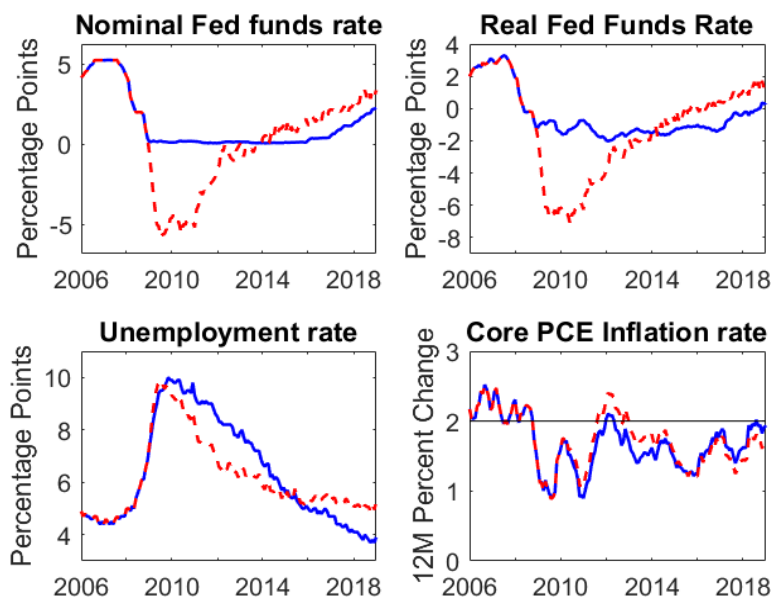 Nominal Fed funds rate
Percentage Points
5
0
-5
2006 2010 2014 2018
Real Fed Funds Rate
Percentage Points
4
2
0
-2
-4
-6
-8
2006 2010 2014 2018
Unemployment rate
Percentage Points
10
8
6
4
2006 2010 2014 2018
Core PCE Inflation rate
12M Percent Change
3
2
1
0
2006 2010 2014 2018